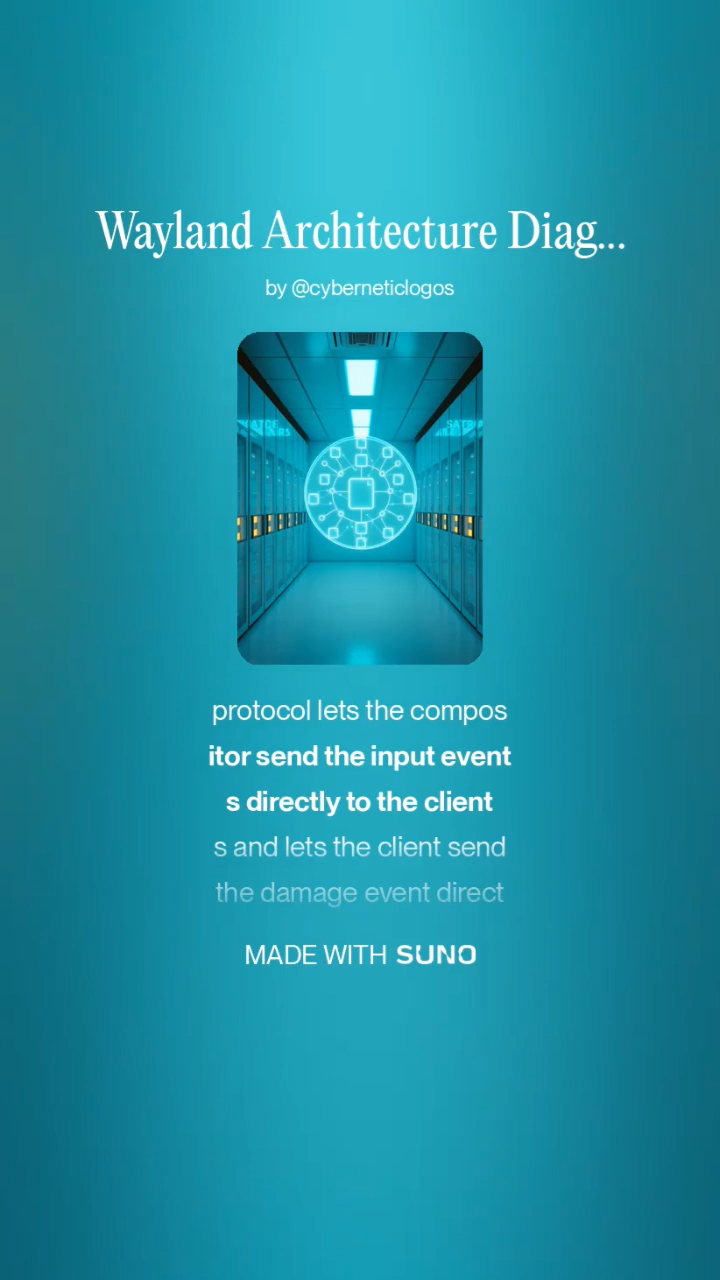 Wayland Architecture Diag...
by @cyberneticlogos
protocol lets the compos
itor send the input event
s directly to the client
s and lets the client send
the damage event direct
MADE WITH SUNO